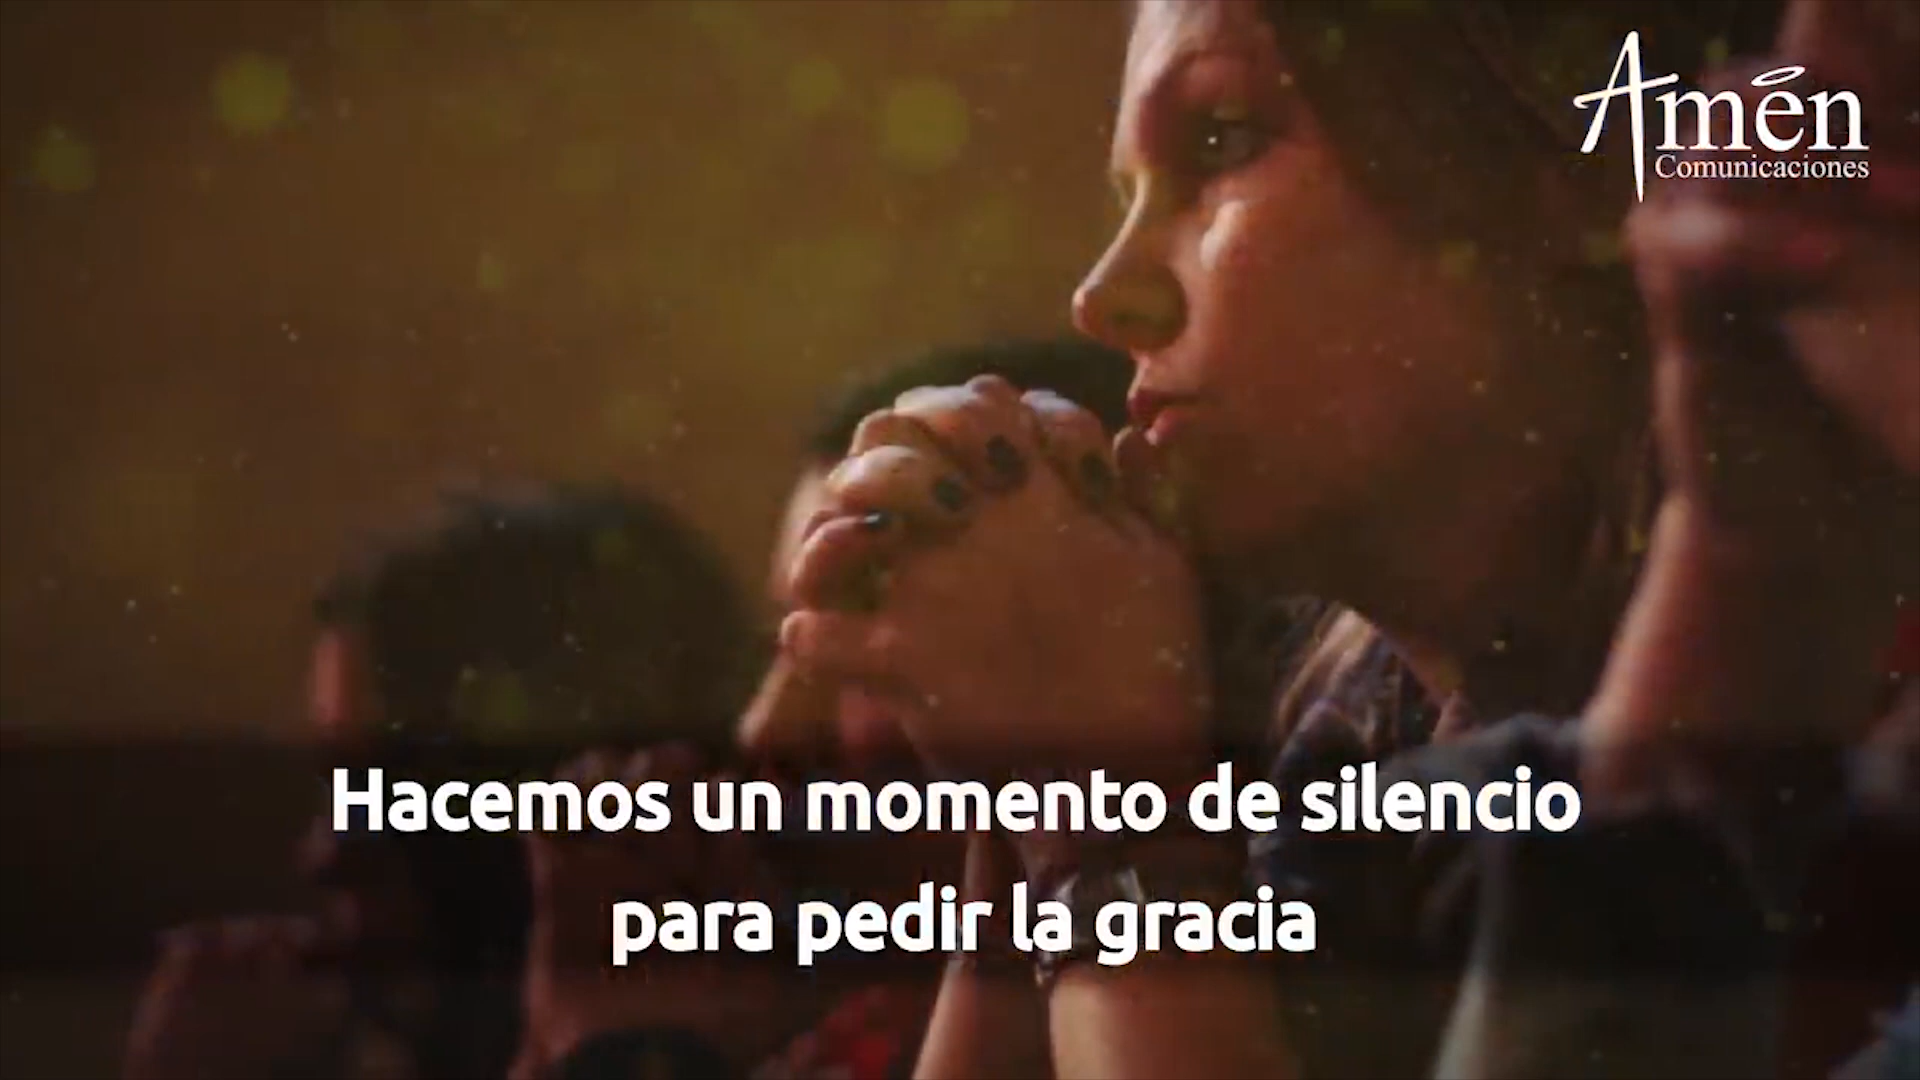 Amén
Comunicaciones
Hacemos un momento de silencio
para pedir la gracia